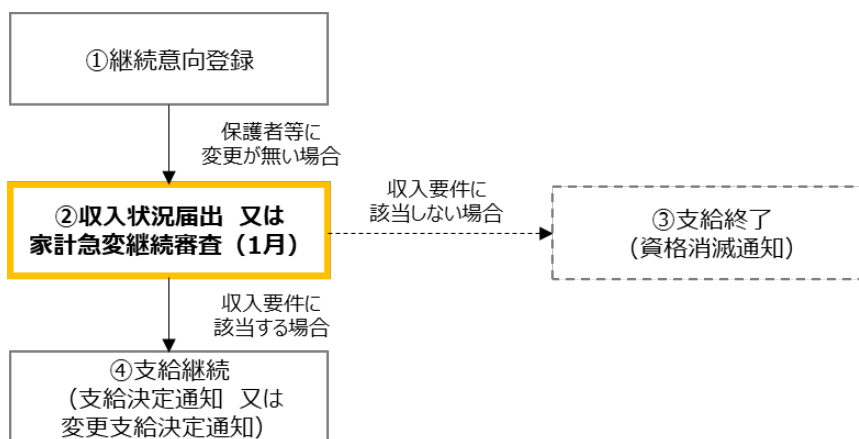 ①継続意向登録
保護者等に
変更が無い場合
②収入状況届出 又は
家計急変継続審査（1月）
収入要件に
該当しない場合
③支給終了
（資格消滅通知）
収入要件に
該当する場合
④支給継続
（支給決定通知 又は
変更支給決定通知）